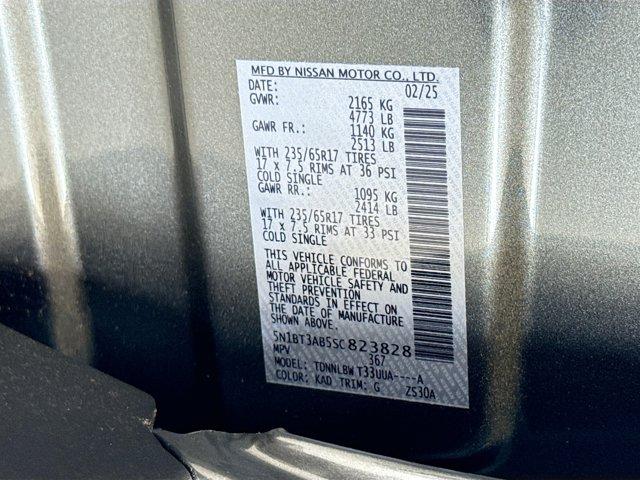 MFD BY NISSAN MOTOR CO., LTD.
DATE: 02/25
GVWR: 2165 KG
4773 LB
GAWR FR.: 1140 KG
2513 LB
WITH 235/65R17 TIRES
17 x 7.5 RIMS AT 36 PSI
COLD SINGLE
GAWR RR.: 1095 KG
2414 LB
WITH 235/65R17 TIRES
17 x 7.5 RIMS AT 33 PSI
COLD SINGLE
THIS VEHICLE CONFORMS TO
ALL APPLICABLE FEDERAL
MOTOR VEHICLE SAFETY AND
THEFT PREVENTION
STANDARDS IN EFFECT ON
THE DATE OF MANUFACTURE
SHOWN ABOVE.
5N1BT3AB5SC823828
MPV 367
MODEL: TDNNLBW T33UUA----A
COLOR: KAD TRIM: G ZS30A